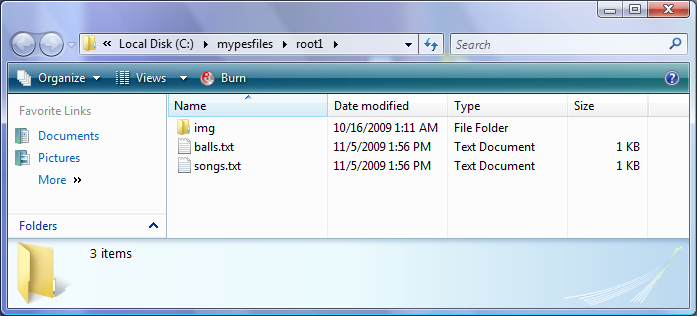 « Local Disk (C:) ▸ mypesfiles ▸ root1 ▸ Search
Organize Views Burn
Favorite Links
Documents
Pictures
More »
Folders
Name Date modified Type Size
img 10/16/2009 1:11 AM File Folder
balls.txt 11/5/2009 1:56 PM Text Document 1 KB
songs.txt 11/5/2009 1:56 PM Text Document 1 KB
3 items